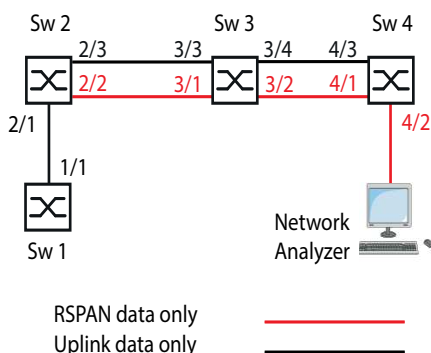 Sw 2
Sw 3
Sw 4
2/3
3/3
3/4
4/3
2/2
3/1
3/2
4/1
2/1
4/2
1/1
Sw 1
Network
Analyzer
RSPAN data only
Uplink data only